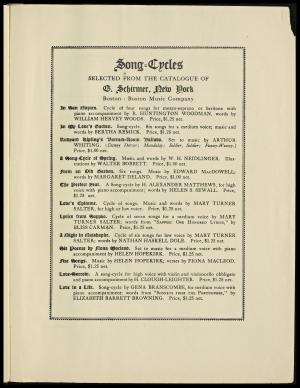 Song-Cycles
SELECTED FROM THE CATALOGUE OF
G. Schirmer, New York
Boston : Boston Music Company
In San Nazaro. Cycle of four songs for mezzo-soprano or baritone with
piano accompaniment by R. HUNTINGTON WOODMAN, words by
WILLIAM HERVEY WOODS. Price, $1.25 net.
In My Love's Garden. Song-cycle. Six songs for a medium voice; music and
words by BERTHA REMICK. Price, $1.25 net.
Rudyard Kipling's Barrack-Room Ballads. Set to music by ARTHUR
WHITING. (Danny Deever; Mandalay; Soldier, Soldier; Fuzzy-Wuzzy.)
Price, $1.00 net.
A Song-Cycle of Spring. Music and words by W. H. NEIDLINGER. Illus-
trations by WALTER BOBBETT. Price, $1.00 net.
From an Old Garden. Six songs. Music by EDWARD MacDOWELL;
words by MARGARET DELAND. Price, $1.00 net.
The Perfect Soul. A Song-cycle by H. ALEXANDER MATTHEWS, for high
voice with piano accompaniment; words by HELEN S. SEWALL. Price,
$1.25 net.
Love's Epitome. Cycle of songs. Music and words by MARY TURNER
SALTER, for high or low voice. Price, $1.25 net.
Lyrics from Sappho. Cycle of seven songs for a medium voice by MARY
TURNER SALTER; words from "Sappho: One Hundred Lyrics," by
BLISS CARMAN. Price, $1.25 net.
A Night in Naishapûr. Cycle of six songs for low voice by MARY TURNER
SALTER; words by NATHAN HASKELL DOLE. Price, $1.25 net.
Six Poems by Fiona Macleod. Set to music for a medium voice with piano
accompaniment by HELEN HOPEKIRK. Price, $1.25 net.
Five Songs. Music by HELEN HOPEKIRK; verses by FIONA MACLEOD.
Price, $1.25 net.
Love-Sorrow. A song-cycle for high voice with violin and violoncello obbligato
and piano accompaniment by H. CLOUGH-LEIGHTER. Price, $1.25 net.
Love in a Life. Song-cycle by GENA BRANSCOMBE, for medium voice with
piano accompaniment; words from "Sonnets from the Portuguese," by
ELIZABETH BARRETT BROWNING. Price, $1.25 net.